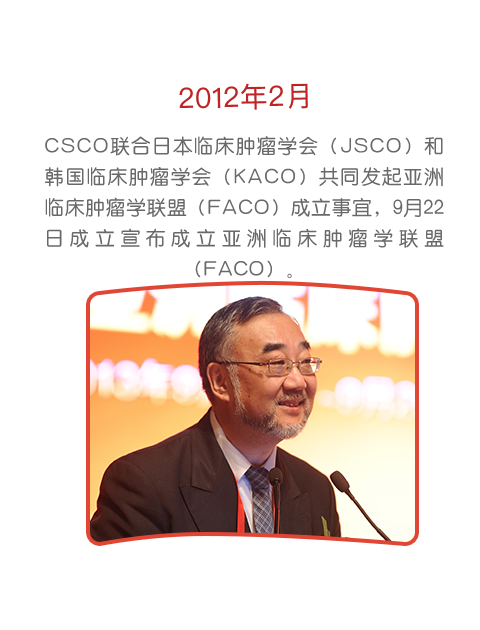 2012年2月
CSCO联合日本临床肿瘤学会（JSCO）和
韩国临床肿瘤学会（KACO）共同发起亚洲
临床肿瘤学联盟（FACO）成立事宜，9月22
日成立宣布成立亚洲临床肿瘤学联盟
（FACO）。